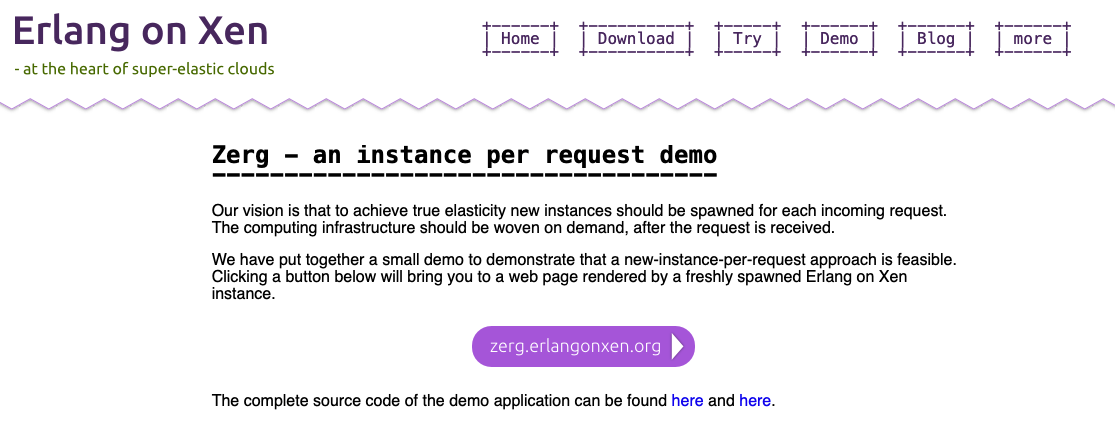 Erlang on Xen
- at the heart of super-elastic clouds
Home
Download
Try
Demo
Blog
more
Zerg - an instance per request demo
Our vision is that to achieve true elasticity new instances should be spawned for each incoming request.
The computing infrastructure should be woven on demand, after the request is received.
We have put together a small demo to demonstrate that a new-instance-per-request approach is feasible.
Clicking a button below will bring you to a web page rendered by a freshly spawned Erlang on Xen
instance.
zerg.erlangonxen.org
The complete source code of the demo application can be found here and here.